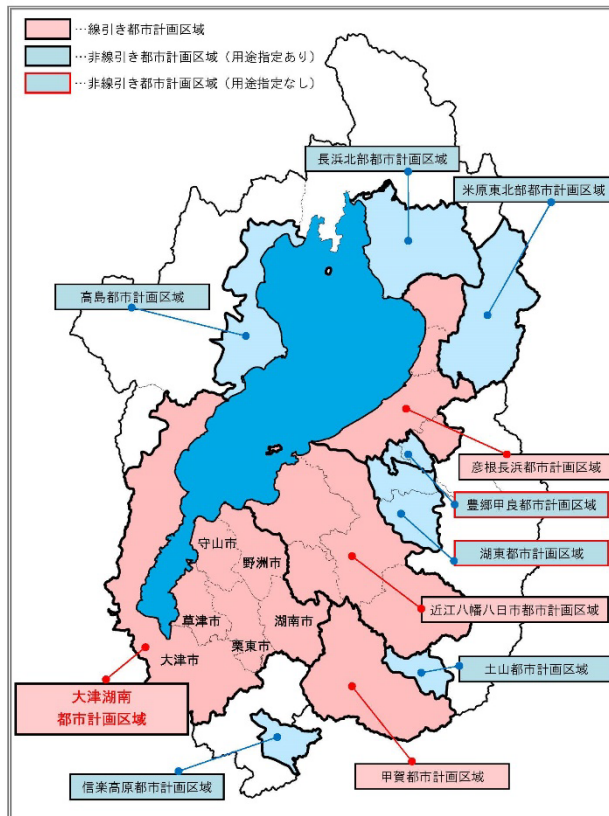 …線引き都市計画区域
…非線引き都市計画区域（用途指定あり）
…非線引き都市計画区域（用途指定なし）
長浜北部都市計画区域
米原東北部都市計画区域
高島都市計画区域
彦根長浜都市計画区域
豊郷甲良都市計画区域
湖東都市計画区域
守山市
野洲市
近江八幡八日市都市計画区域
草津市
湖南市
栗東市
大津市
土山都市計画区域
大津湖南
都市計画区域
甲賀都市計画区域
信楽高原都市計画区域